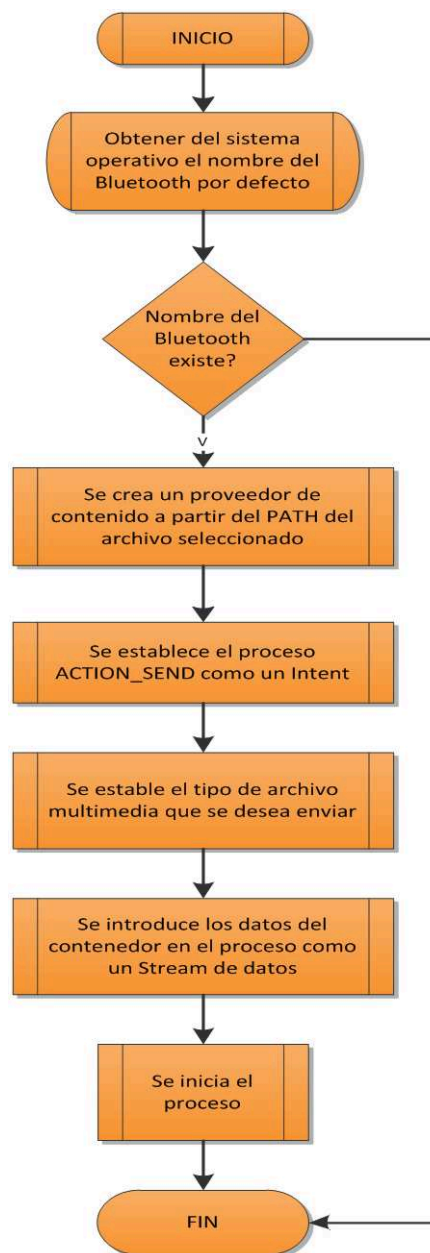 INICIO
Obtener del sistema
operativo el nombre del
Bluetooth por defecto
Nombre del
Bluetooth
existe?
v
Se crea un proveedor de
contenido a partir del PATH del
archivo seleccionado
Se establece el proceso
ACTION_SEND como un Intent
Se estable el tipo de archivo
multimedia que se desea enviar
Se introduce los datos del
contenedor en el proceso como
un Stream de datos
Se inicia el
proceso
FIN